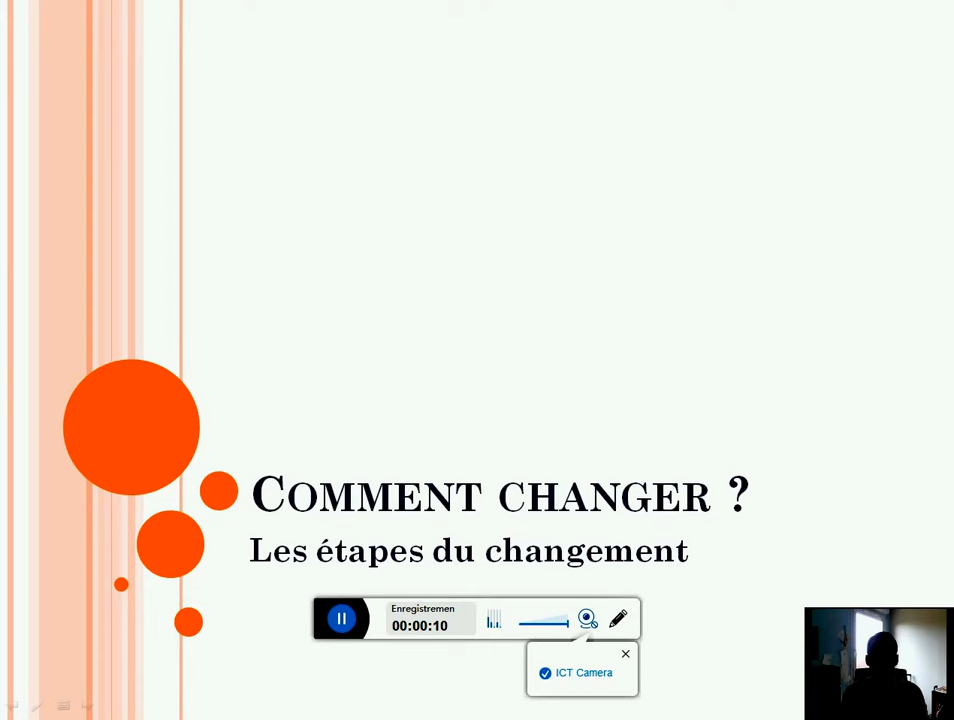 COMMENT CHANGER ?
Les étapes du changement
Enregistremen
00:00:10
ICT Camera